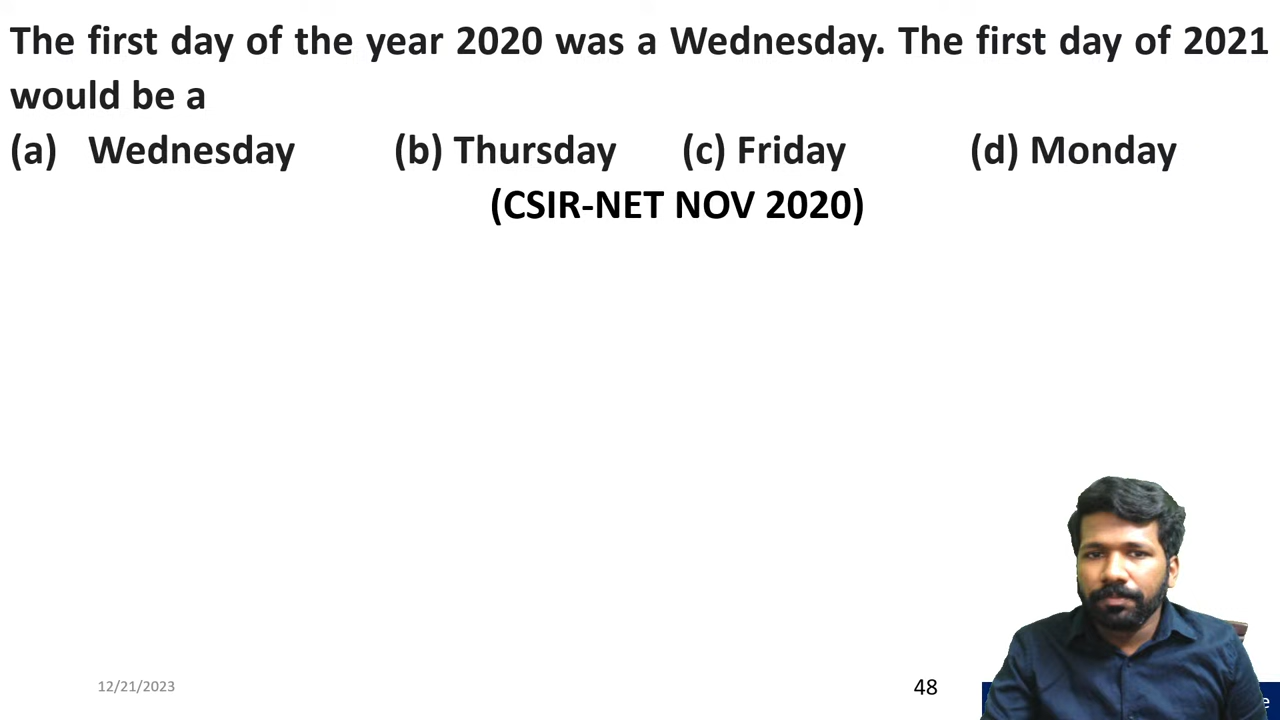 The first day of the year 2020 was a Wednesday. The first day of 2021
would be a
(a) Wednesday (b) Thursday (c) Friday (d) Monday
(CSIR-NET NOV 2020)
12/21/2023 48